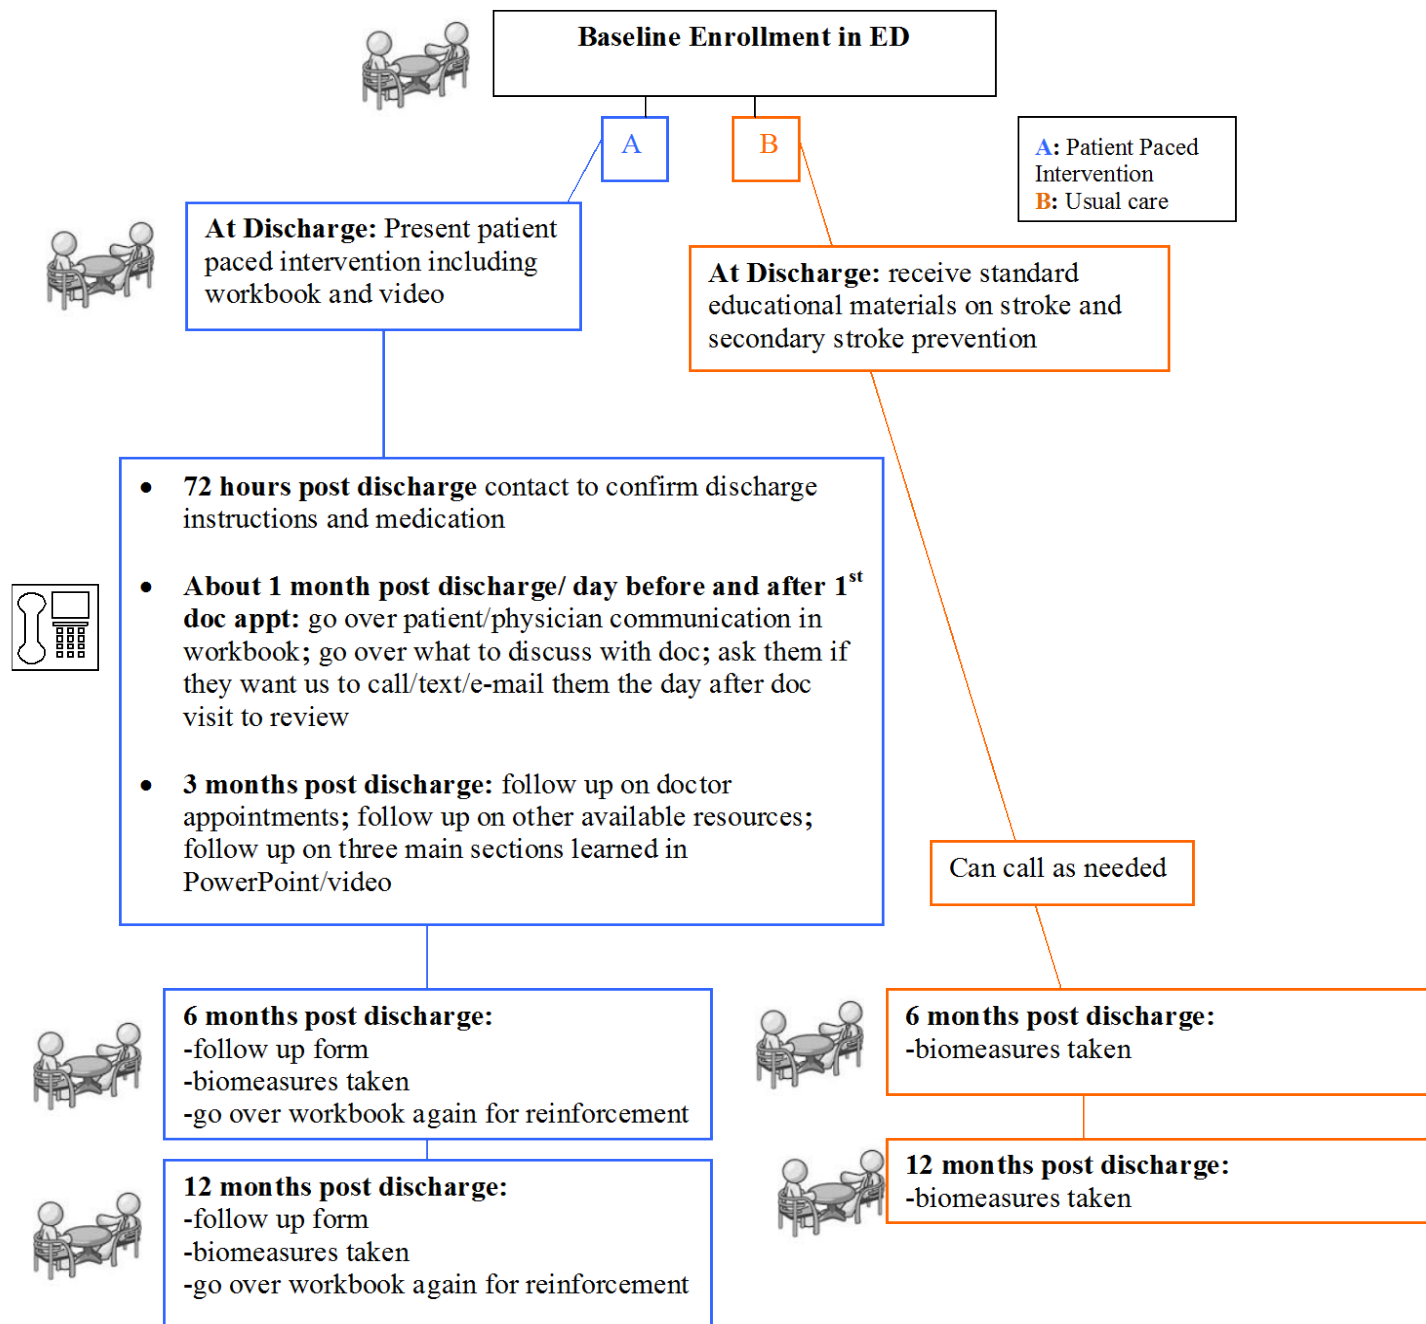 Baseline Enrollment in ED
A
B
A: Patient Paced
Intervention
B: Usual care
At Discharge: Present patient
paced intervention including
workbook and video
At Discharge: receive standard
educational materials on stroke and
secondary stroke prevention
• 72 hours post discharge contact to confirm discharge
instructions and medication
• About 1 month post discharge/ day before and after 1st
doc appt: go over patient/physician communication in
workbook; go over what to discuss with doc; ask them if
they want us to call/text/e-mail them the day after doc
visit to review
• 3 months post discharge: follow up on doctor
appointments; follow up on other available resources;
follow up on three main sections learned in
PowerPoint/video
Can call as needed
6 months post discharge:
-follow up form
-biomeasures taken
-go over workbook again for reinforcement
6 months post discharge:
-biomeasures taken
12 months post discharge:
-follow up form
-biomeasures taken
-go over workbook again for reinforcement
12 months post discharge:
-biomeasures taken